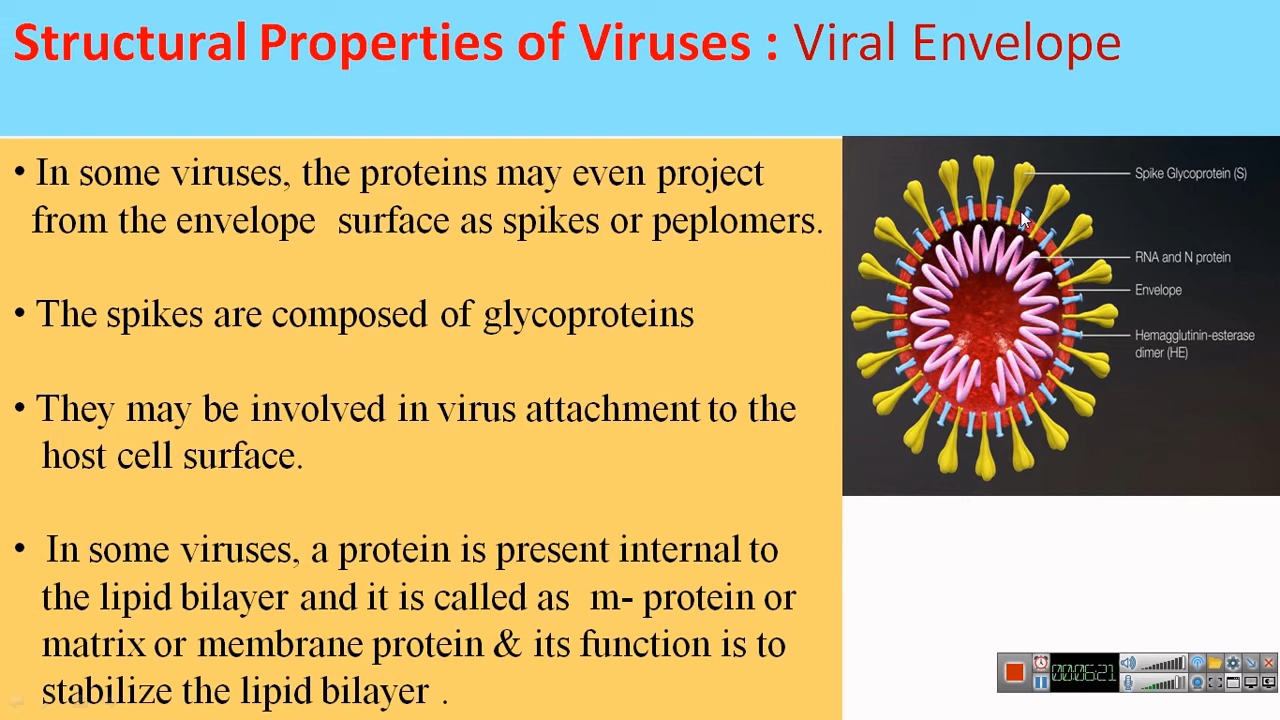 Structural Properties of Viruses : Viral Envelope
• In some viruses, the proteins may even project
from the envelope surface as spikes or peplomers.
• The spikes are composed of glycoproteins
• They may be involved in virus attachment to the
host cell surface.
• In some viruses, a protein is present internal to
the lipid bilayer and it is called as m- protein or
matrix or membrane protein & its function is to
stabilize the lipid bilayer .
Spike Glycoprotein (S)
RNA and N protein
Envelope
Hemagglutinin-esterase
dimer (HE)
00:06:21